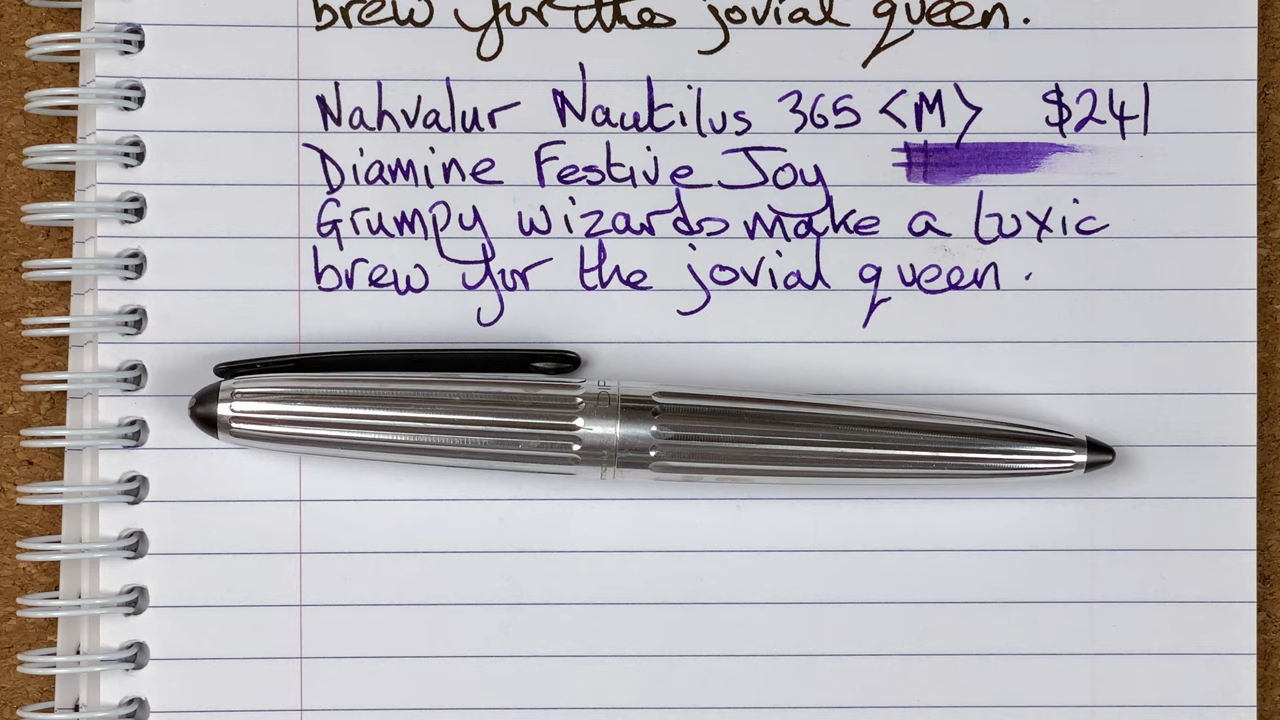 brew for the jovial queen.
Nahvalur Nautilus 365 <M> $241
Diamine Festive Joy
Grumpy wizards make a toxic
brew for the jovial queen.
DIP